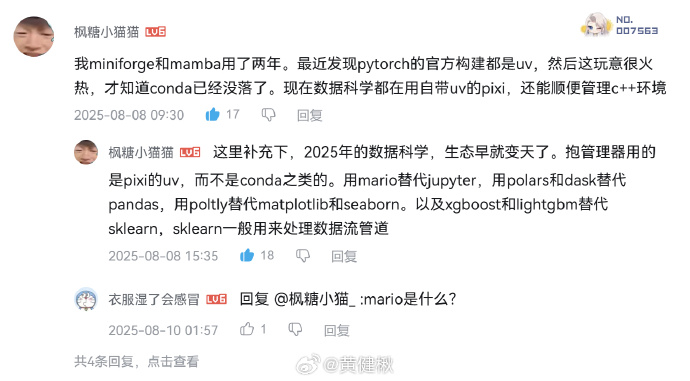 枫糖小猫猫 LV6
NO.
007563
我miniforge和mamba用了两年。最近发现pytorch的官方构建都是uv，然后这玩意很火
热，才知道conda已经没落了。现在数据科学都在用自带uv的pixi，还能顺便管理c++环境
2025-08-08 09:30 17 回复
枫糖小猫猫 LV6 这里补充下，2025年的数据科学，生态早就变天了。抱管理器用的
是pixi的uv，而不是conda之类的。用mario替代jupyter，用polars和dask替代
pandas，用poltly替代matplotlib和seaborn。以及xgboost和lightgbm替代
sklearn，sklearn一般用来处理数据流管道
2025-08-08 15:35 18 回复
衣服湿了会感冒 LV6 回复 @枫糖小猫_ :mario是什么？
2025-08-10 01:57 1 回复
共4条回复，点击查看
@黄健楸